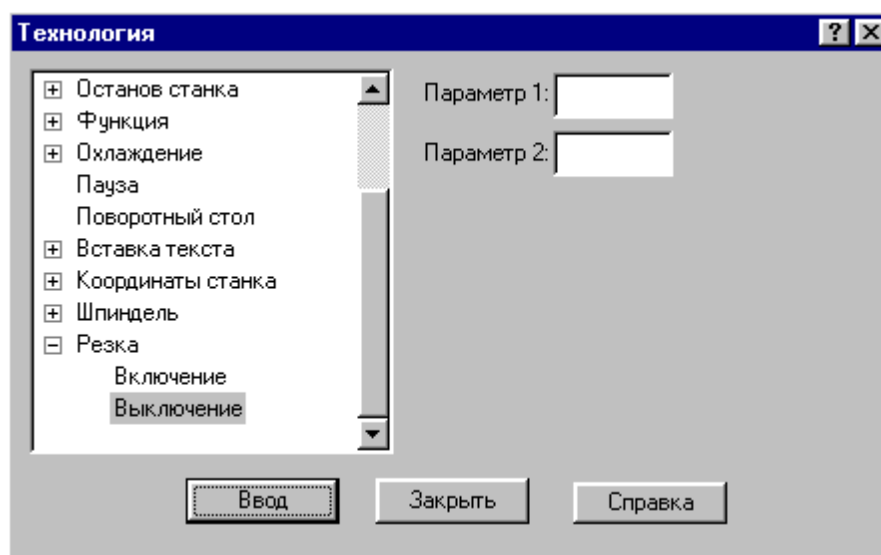 Технология
Останов станка
Функция
Охлаждение
Пауза
Поворотный стол
Вставка текста
Координаты станка
Шпиндель
Резка
Включение
Выключение
Параметр 1:
Параметр 2:
Ввод
Закрыть
Справка